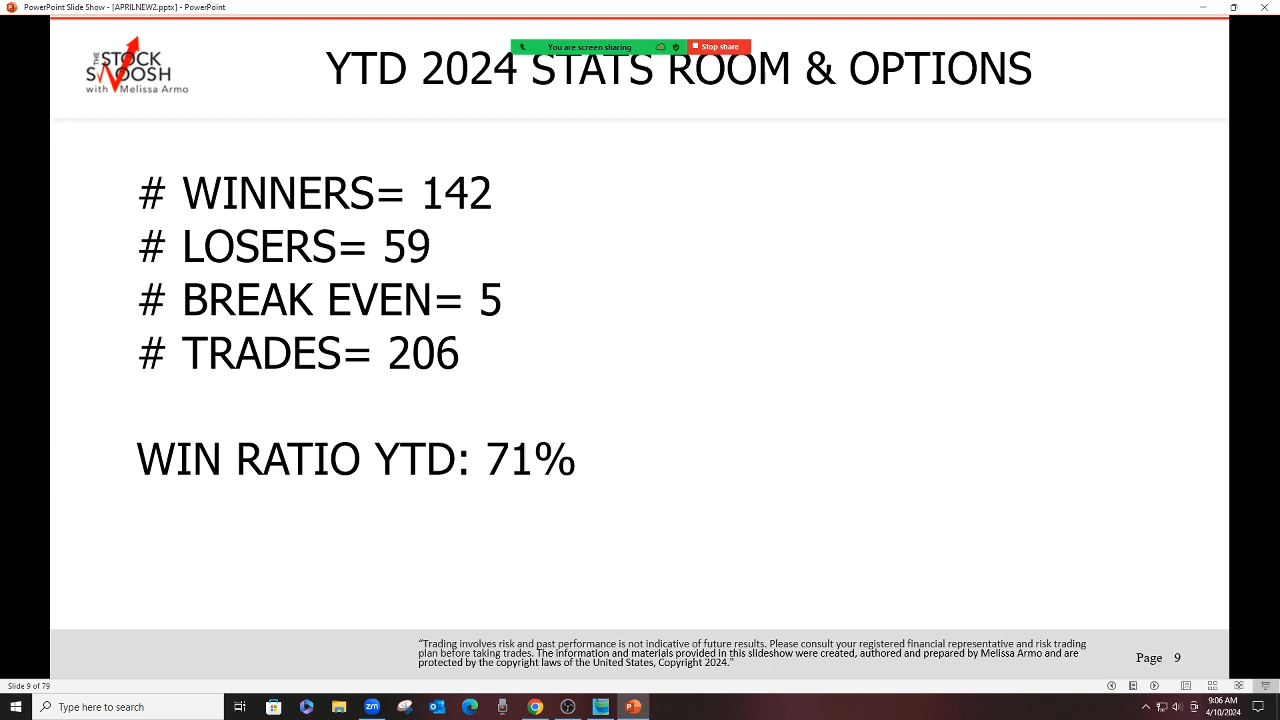 PowerPoint Slide Show - [APRILNEW2.pptx] - PowerPoint
You are screen sharing
Stop share
THE STOCK
SWOOSH
with Melissa Armo
YTD 2024 STATS ROOM & OPTIONS
# WINNERS= 142
# LOSERS= 59
# BREAK EVEN= 5
# TRADES= 206
WIN RATIO YTD: 71%
“Trading involves risk and past performance is not indicative of future results. Please consult your registered financial representative and risk trading
plan before taking trades. The information and materials provided in this slideshow were created, authored and prepared by Melissa Armo and are
protected by the copyright laws of the United States, Copyright 2024."
Page 9
Slide 9 of 79
Type here to search
9:06 AM
4/10/2024